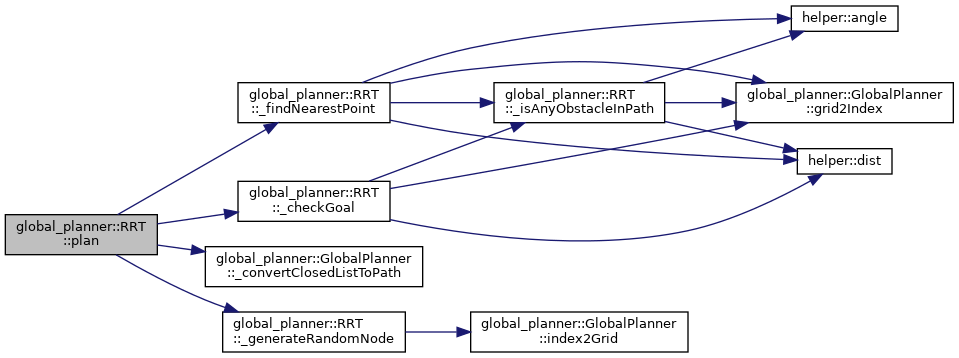 helper::angle
global_planner::RRT
::_findNearestPoint
global_planner::RRT
::_isAnyObstacleInPath
global_planner::GlobalPlanner
::grid2Index
helper::dist
global_planner::RRT
::_checkGoal
global_planner::RRT
::plan
global_planner::GlobalPlanner
::_convertClosedListToPath
global_planner::RRT
::_generateRandomNode
global_planner::GlobalPlanner
::index2Grid